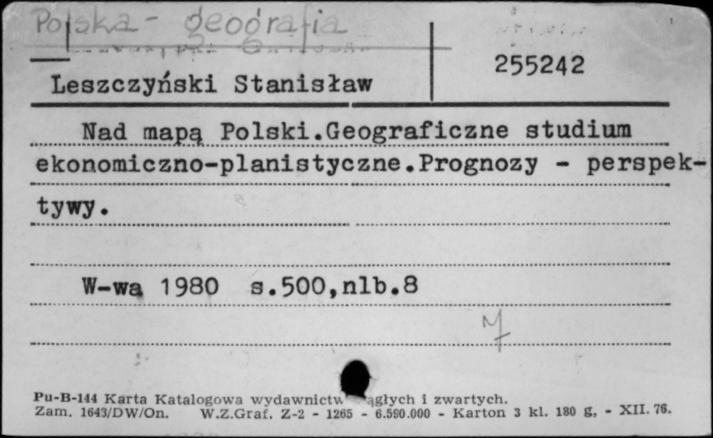 Polska - geografia
255242
Leszczyński Stanisław
Nad mapą Polski.Geograficzne studium
ekonomiczno-planistyczne.Prognozy - perspek-
tywy.
W-wa 1980 s.500,nlb.8
Pu-B-144 Karta Katalogowa wydawnictw ągłych i zwartych.
Zam. 1643/DW/On. W.Z.Graf. Z-2 - 1265 - 6.590.000 - Karton 3 kl. 180 g, - XII. 76.